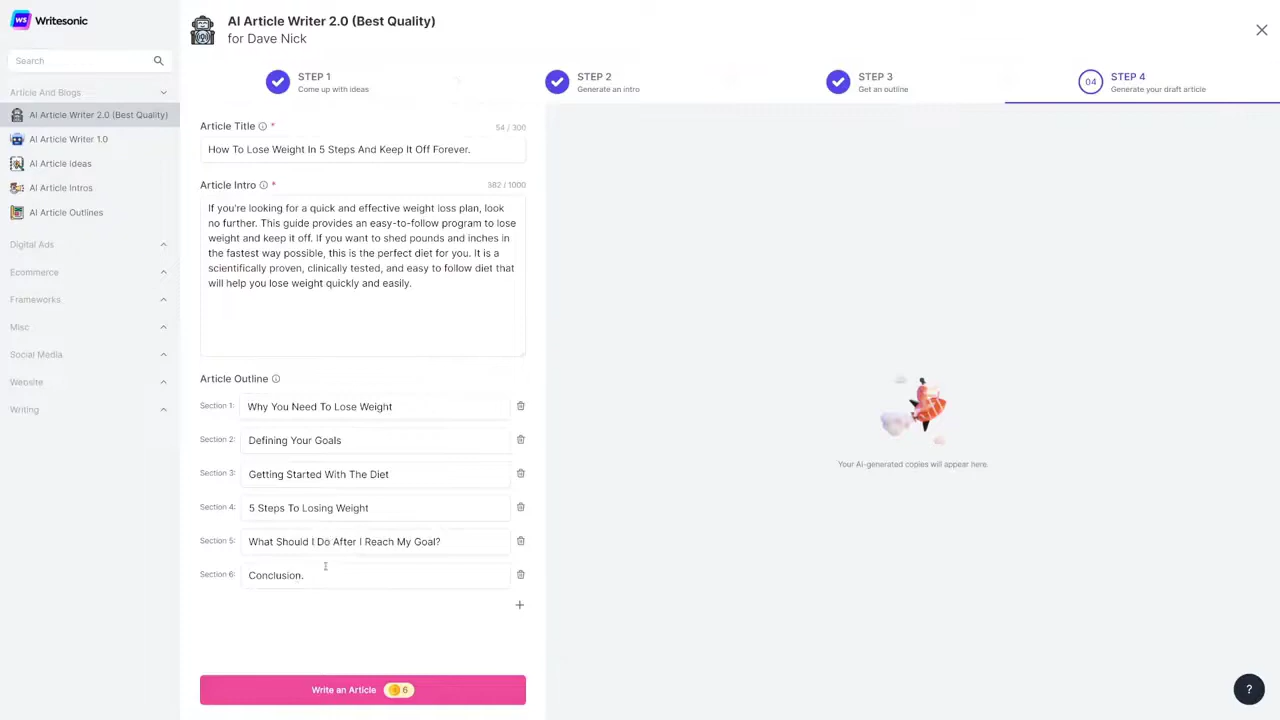 WS Writesonic
AI Article Writer 2.0 (Best Quality)
for Dave Nick
Search
STEP 1
Come up with ideas
STEP 2
Generate an intro
STEP 3
Get an outline
04
STEP 4
Generate your draft article
Article And Blogs
AI Article Writer 2.0 (Best Quality)
AI Article Writer 1.0
AI Article Ideas
AI Article Intros
AI Article Outlines
Digital Ads
Ecommerce
Frameworks
Misc
Social Media
Website
Writing
Article Title *
54 / 300
How To Lose Weight In 5 Steps And Keep It Off Forever.
Article Intro *
382 / 1000
If you're looking for a quick and effective weight loss plan, look
no further. This guide provides an easy-to-follow program to lose
weight and keep it off. If you want to shed pounds and inches in
the fastest way possible, this is the perfect diet for you. It is a
scientifically proven, clinically tested, and easy to follow diet that
will help you lose weight quickly and easily.
Article Outline
Section 1: Why You Need To Lose Weight
Section 2: Defining Your Goals
Section 3: Getting Started With The Diet
Section 4: 5 Steps To Losing Weight
Section 5: What Should I Do After I Reach My Goal?
Section 6: Conclusion.
+
Write an Article 6
Your AI-generated copies will appear here.
?